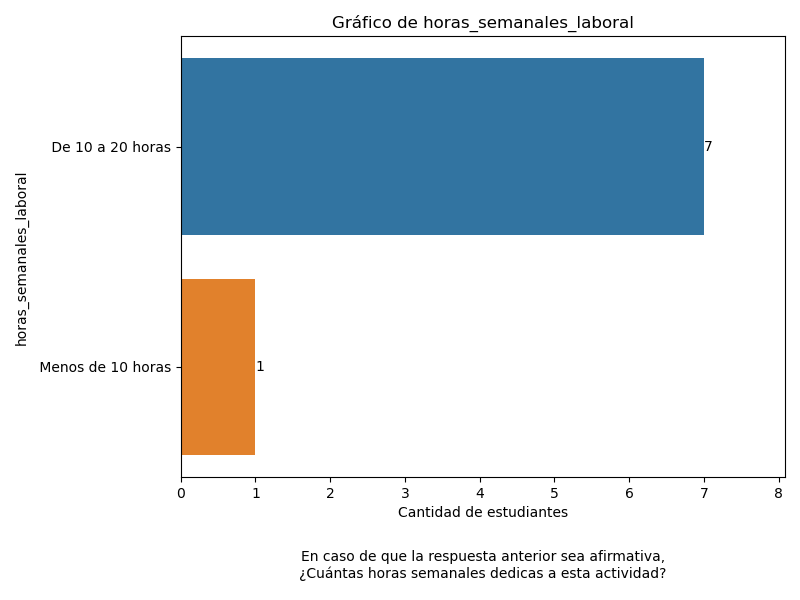 Gráfico de horas_semanales_laboral
De 10 a 20 horas
7
horas_semanales_laboral
Menos de 10 horas
1
0 1 2 3 4 5 6 7 8
Cantidad de estudiantes
En caso de que la respuesta anterior sea afirmativa,
¿Cuántas horas semanales dedicas a esta actividad?